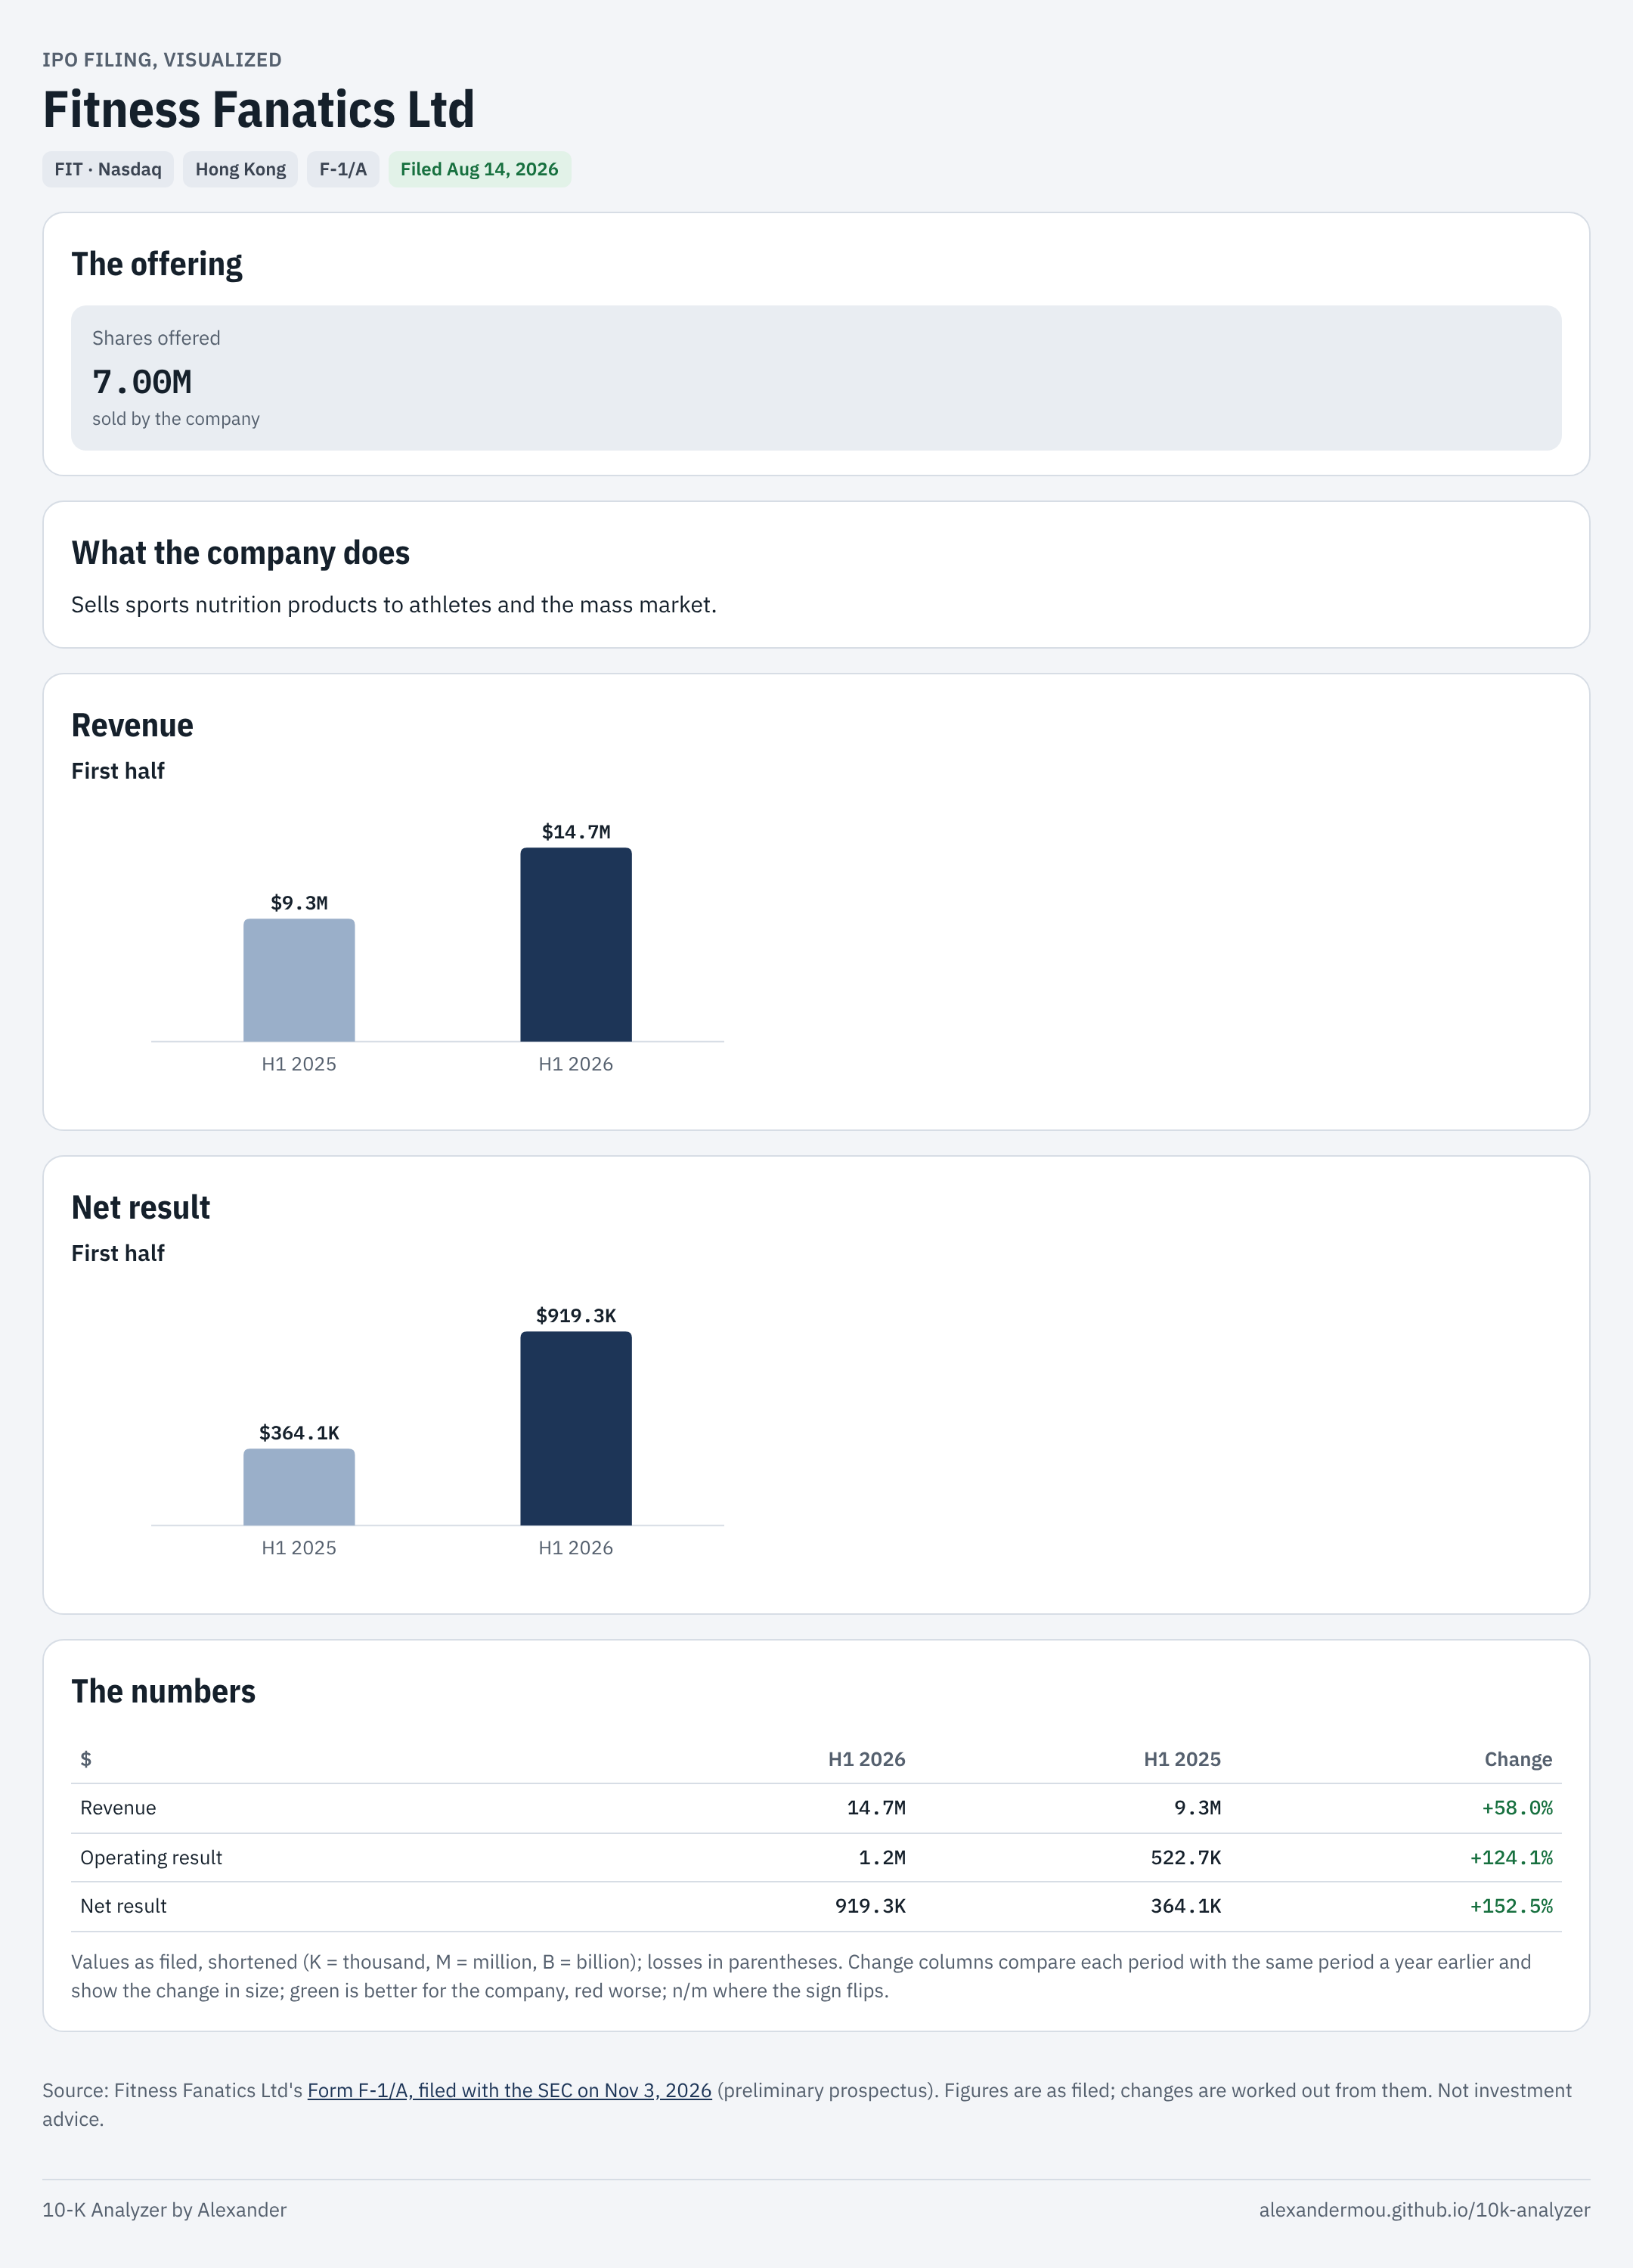 IPO FILING, VISUALIZED
Fitness Fanatics Ltd
FIT · Nasdaq Hong Kong F-1/A Filed Aug 14, 2026
The offering
Shares offered
7.00M
sold by the company
What the company does
Sells sports nutrition products to athletes and the mass market.
Revenue
First half
$9.3M $14.7M
H1 2025 H1 2026
Net result
First half
$364.1K $919.3K
H1 2025 H1 2026
The numbers
$ H1 2026 H1 2025 Change
Revenue 14.7M 9.3M +58.0%
Operating result 1.2M 522.7K +124.1%
Net result 919.3K 364.1K +152.5%
Values as filed, shortened (K = thousand, M = million, B = billion); losses in parentheses. Change columns compare each period with the same period a year earlier and
show the change in size; green is better for the company, red worse; n/m where the sign flips.
Source: Fitness Fanatics Ltd's Form F-1/A, filed with the SEC on Nov 3, 2026 (preliminary prospectus). Figures are as filed; changes are worked out from them. Not investment
advice.
10-K Analyzer by Alexander alexandermou.github.io/10k-analyzer